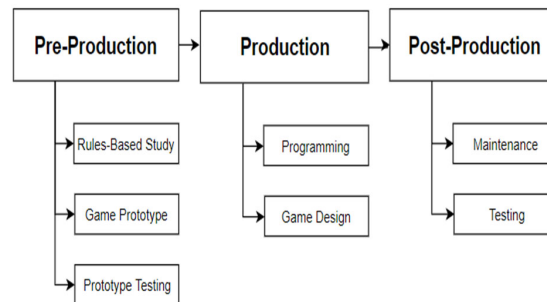 Pre-Production
Production
Post-Production
Rules-Based Study
Programming
Maintenance
Game Prototype
Game Design
Testing
Prototype Testing